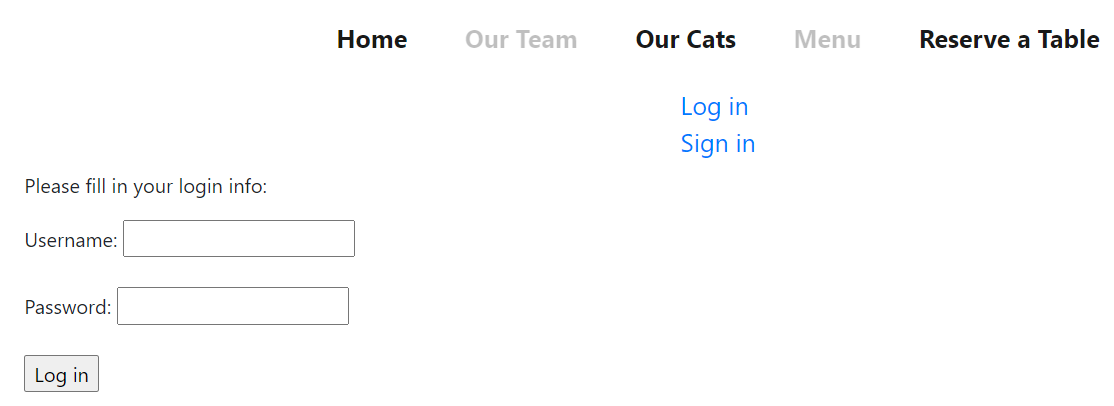 Home Our Team Our Cats Menu Reserve a Table
Log in
Sign in
Please fill in your login info:
Username:
Password:
Log in